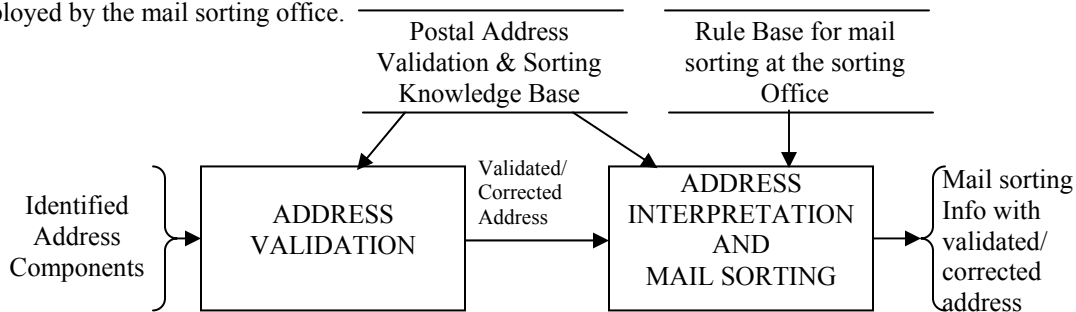 ployed by the mail sorting office.
Postal Address
Validation & Sorting
Knowledge Base
Rule Base for mail
sorting at the sorting
Office
Identified
Address
Components
ADDRESS
VALIDATION
Validated/
Corrected
Address
ADDRESS
INTERPRETATION
AND
MAIL SORTING
Mail sorting
Info with
validated/
corrected
address